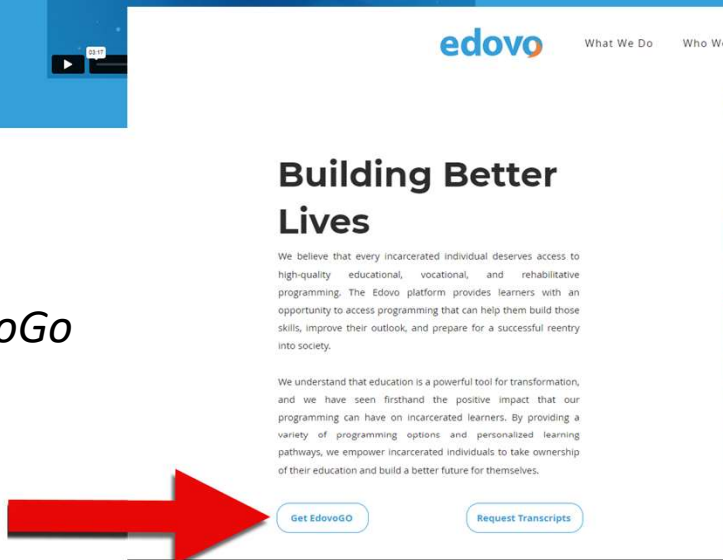 03:17
edovo
What We Do Who We
Building Better
Lives
We believe that every incarcerated individual deserves access to
high-quality educational, vocational, and rehabilitative
programming. The Edovo platform provides learners with an
opportunity to access programming that can help them build those
skills, improve their outlook, and prepare for a successful reentry
into society.
oGo
We understand that education is a powerful tool for transformation,
and we have seen firsthand the positive impact that our
programming can have on incarcerated learners. By providing a
variety of programming options and personalized learning
pathways, we empower incarcerated individuals to take ownership
of their education and build a better future for themselves.
Get EdovoGO Request Transcripts